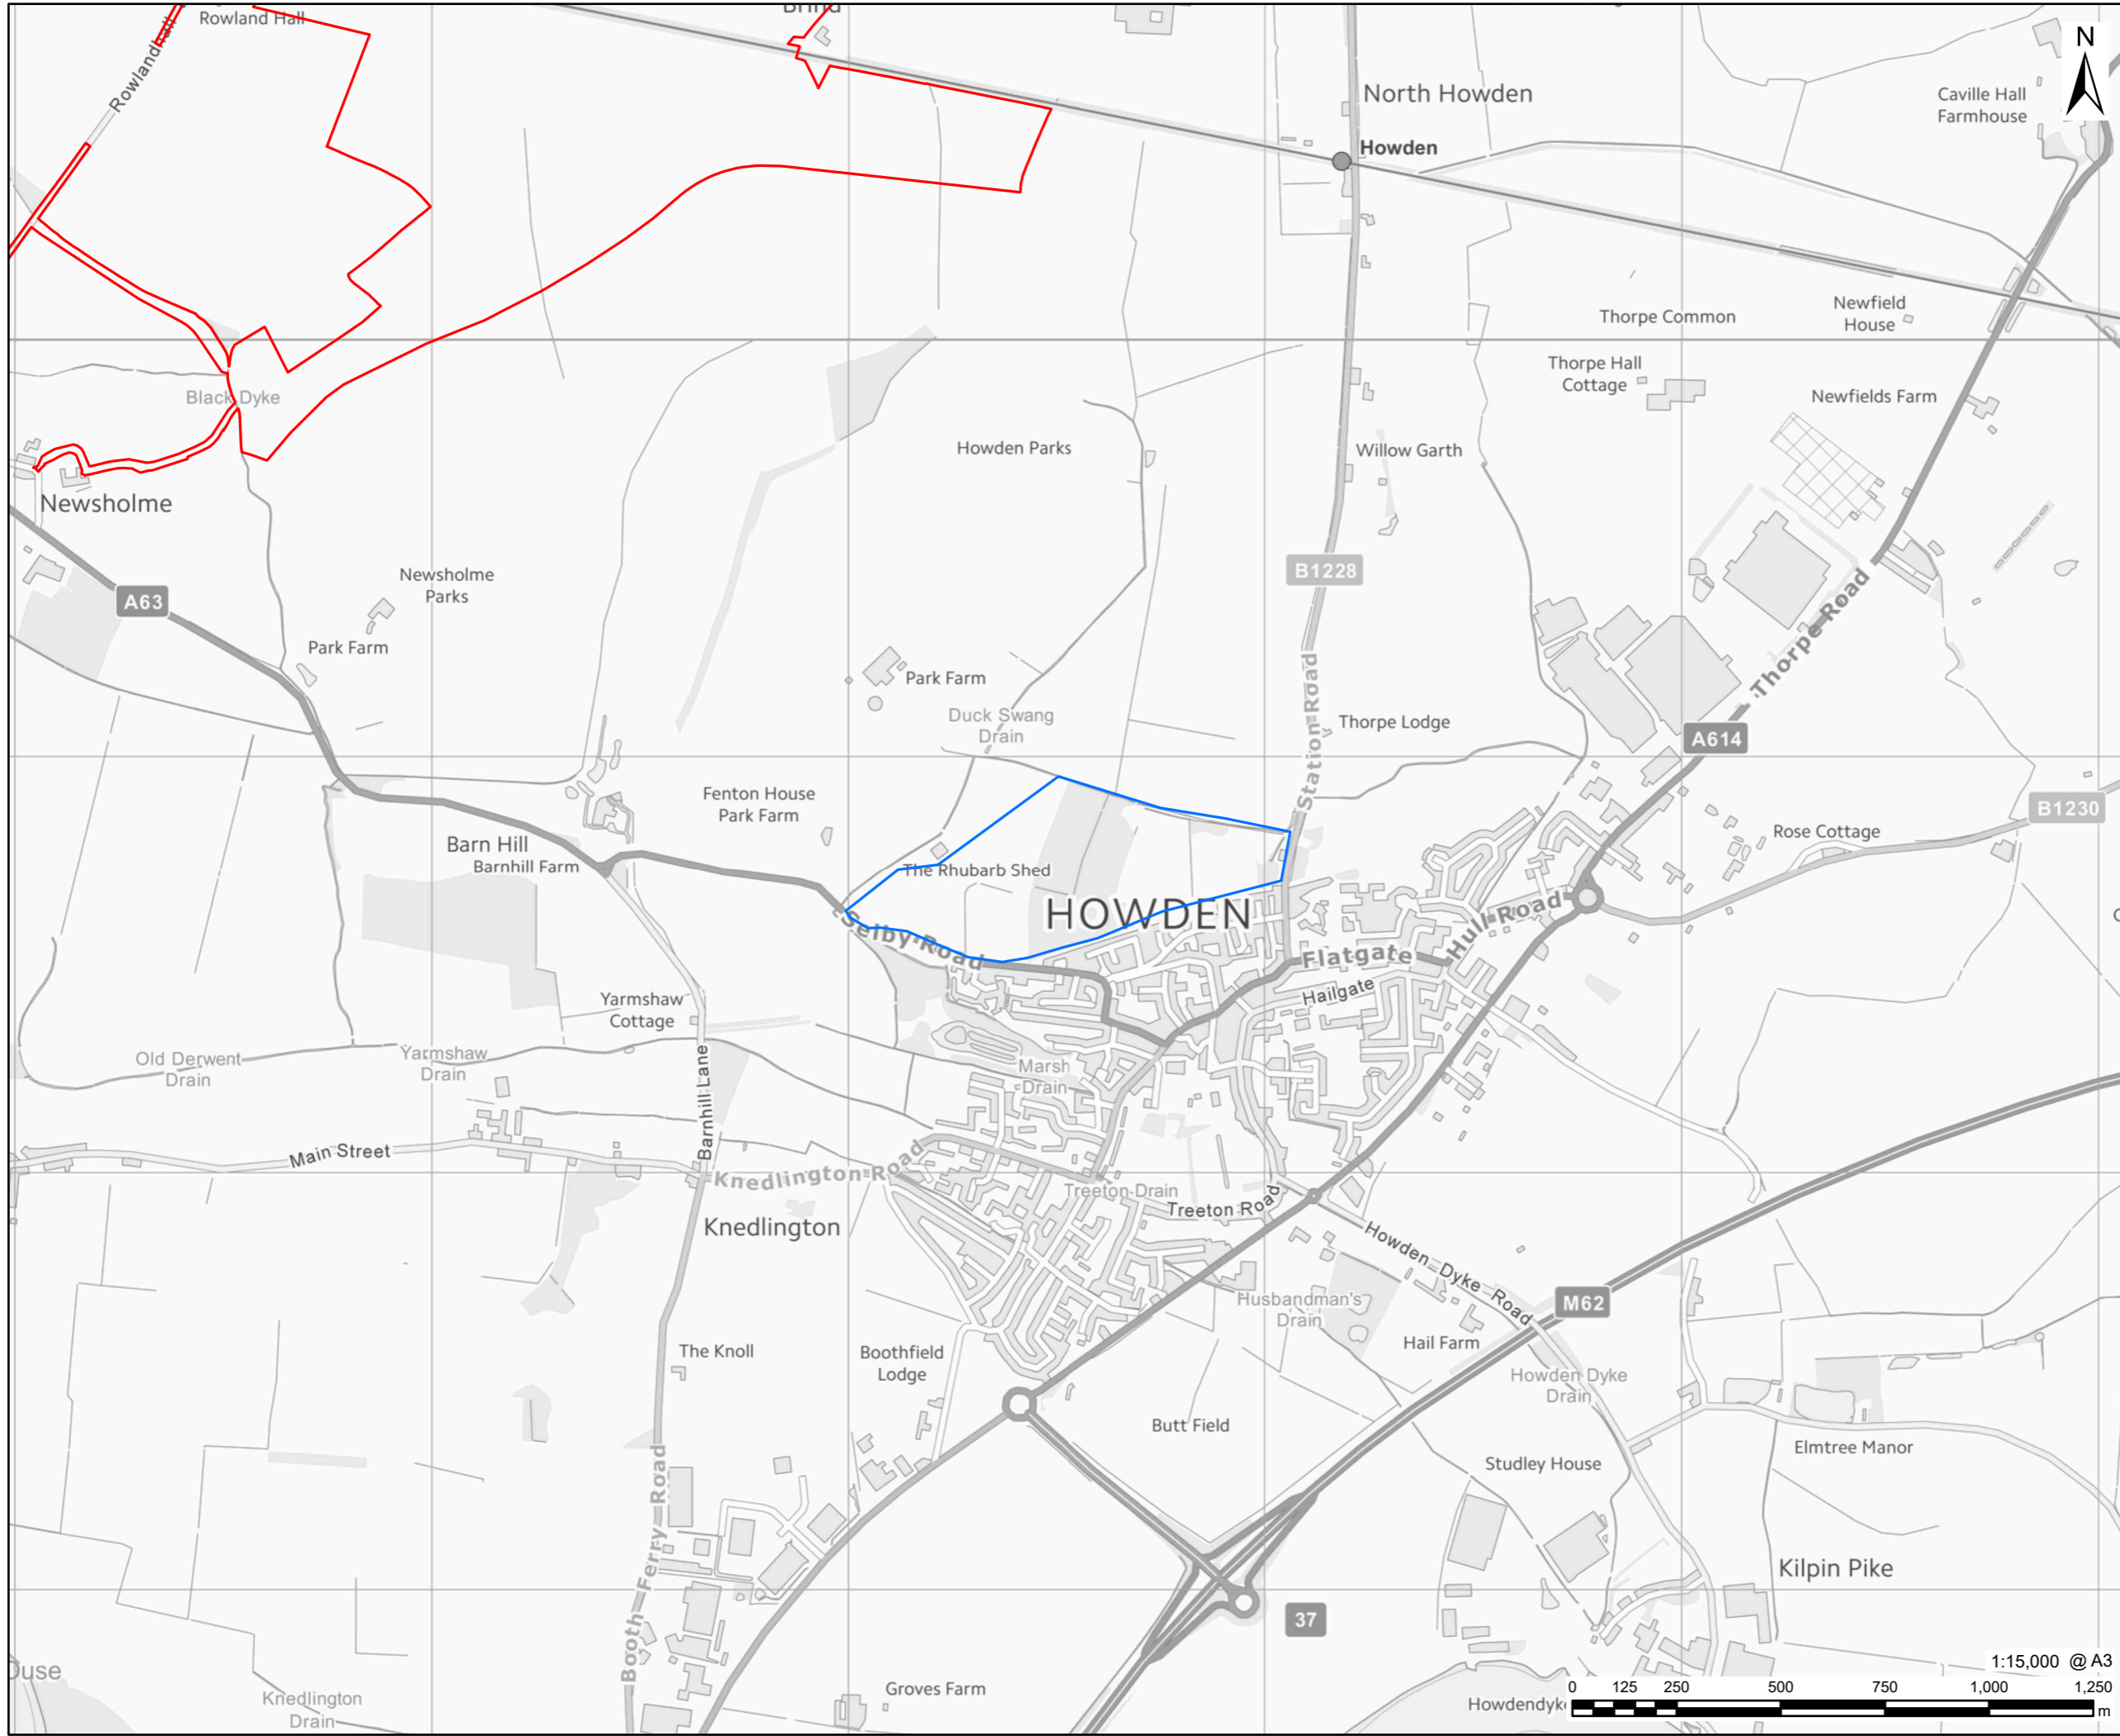 Rowland Hall
Brind
N
Rowlandhall
North Howden
Caville Hall
Farmhouse
Howden
Thorpe Common
Newfield
House
Thorpe Hall
Cottage
Black Dyke
Newfields Farm
Howden Parks
Willow Garth
Newsholme
B1228
Newsholme
Parks
A63
Thorpe Road
Park Farm
Park Farm
Station Road
Duck Swang
Drain
Thorpe Lodge
A614
Fenton House
Park Farm
B1230
Rose Cottage
Barn Hill
Barnhill Farm
The Rhubarb Shed
HOWDEN
Selby Road
Hull Road
Flatgate
Hailgate
Yarmshaw
Cottage
Old Derwent
Drain
Yarmshaw
Drain
Marsh
Drain
Barnhill Lane
Main Street
Knedlington Road
Treeton Drain
Treeton Road
Knedlington
Howden Dyke Road
Husbandman's
Drain
M62
Hail Farm
The Knoll
Boothfield
Lodge
Howden Dyke
Drain
Butt Field
Elmtree Manor
Studley House
Booth Ferry Road
Kilpin Pike
37
Ouse
Groves Farm
Knedlington
Drain
Howdendyke
1:15,000 @ A3
0 125 250 500 750 1,000 1,250
m